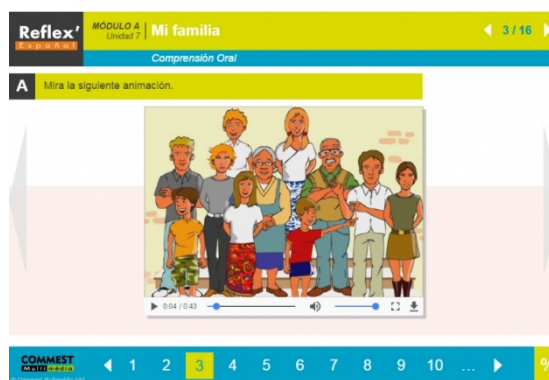 Reflex'
Español
MÓDULO A
Unidad 7
Mi familia
3 / 16
Comprensión Oral
A
Mira la siguiente animación.
0:04 / 0:43
COMMEST
Multimédia
1 2 3 4 5 6 7 8 9 10 ...
%